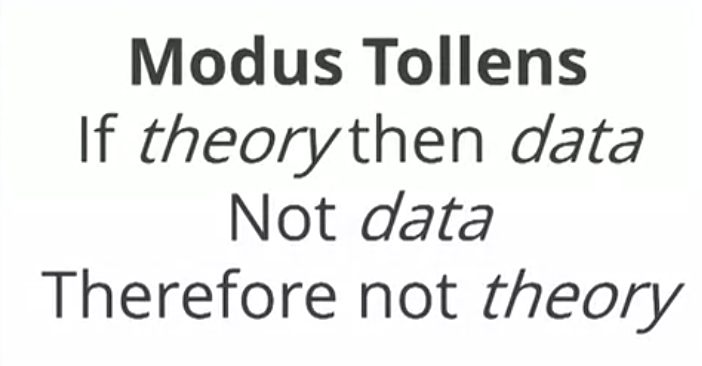 Modus Tollens
If theory then data
Not data
Therefore not theory